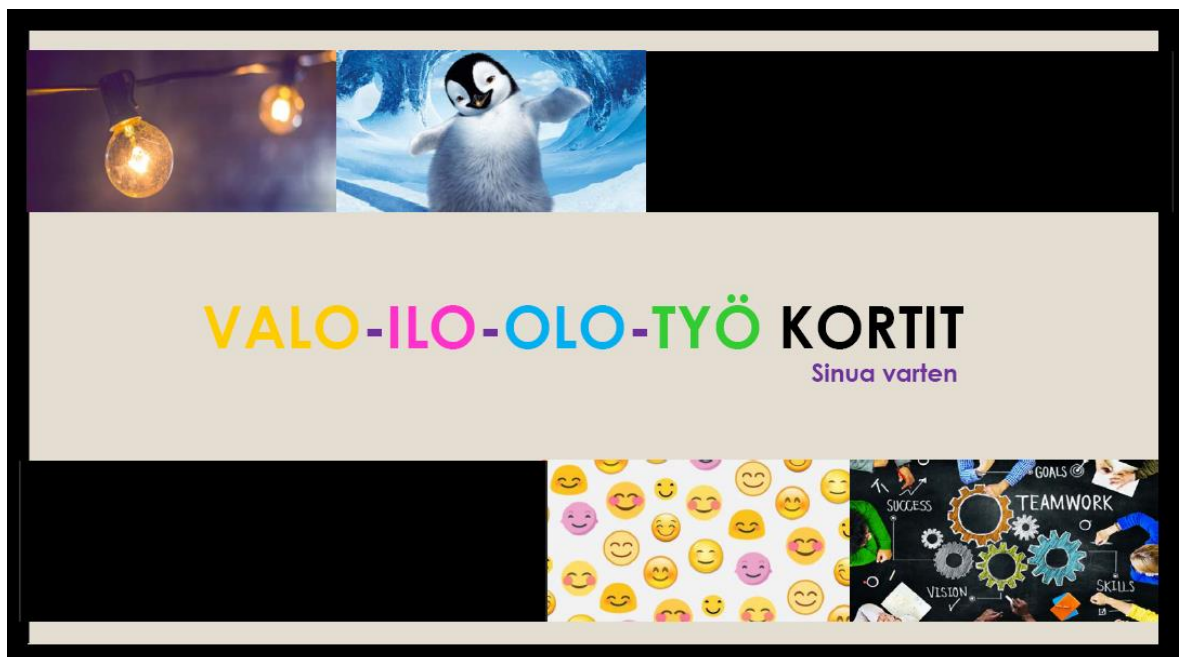 VALO-ILO-OLO-TYÖ KORTIT
Sinua varten
GOALS
SUCCESS
TEAMWORK
VISION
SKILLS